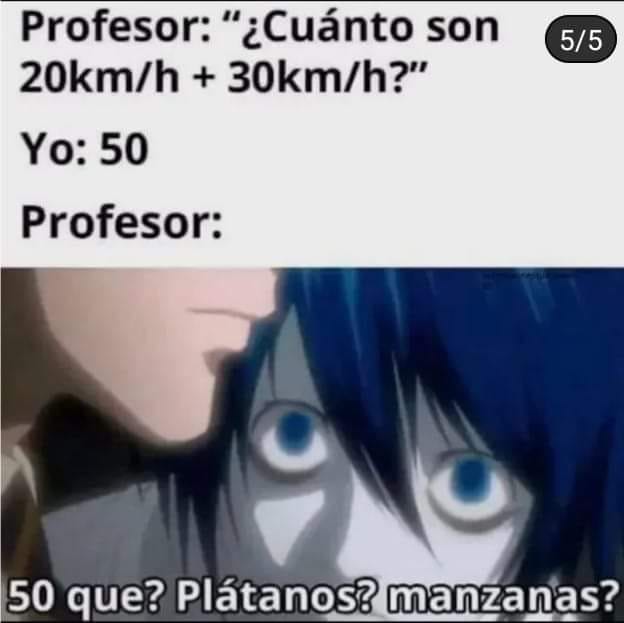 Profesor: “¿Cuánto son
5/5
20km/h + 30km/h?”
Yo: 50
Profesor:
50 que? Plátanos? manzanas?